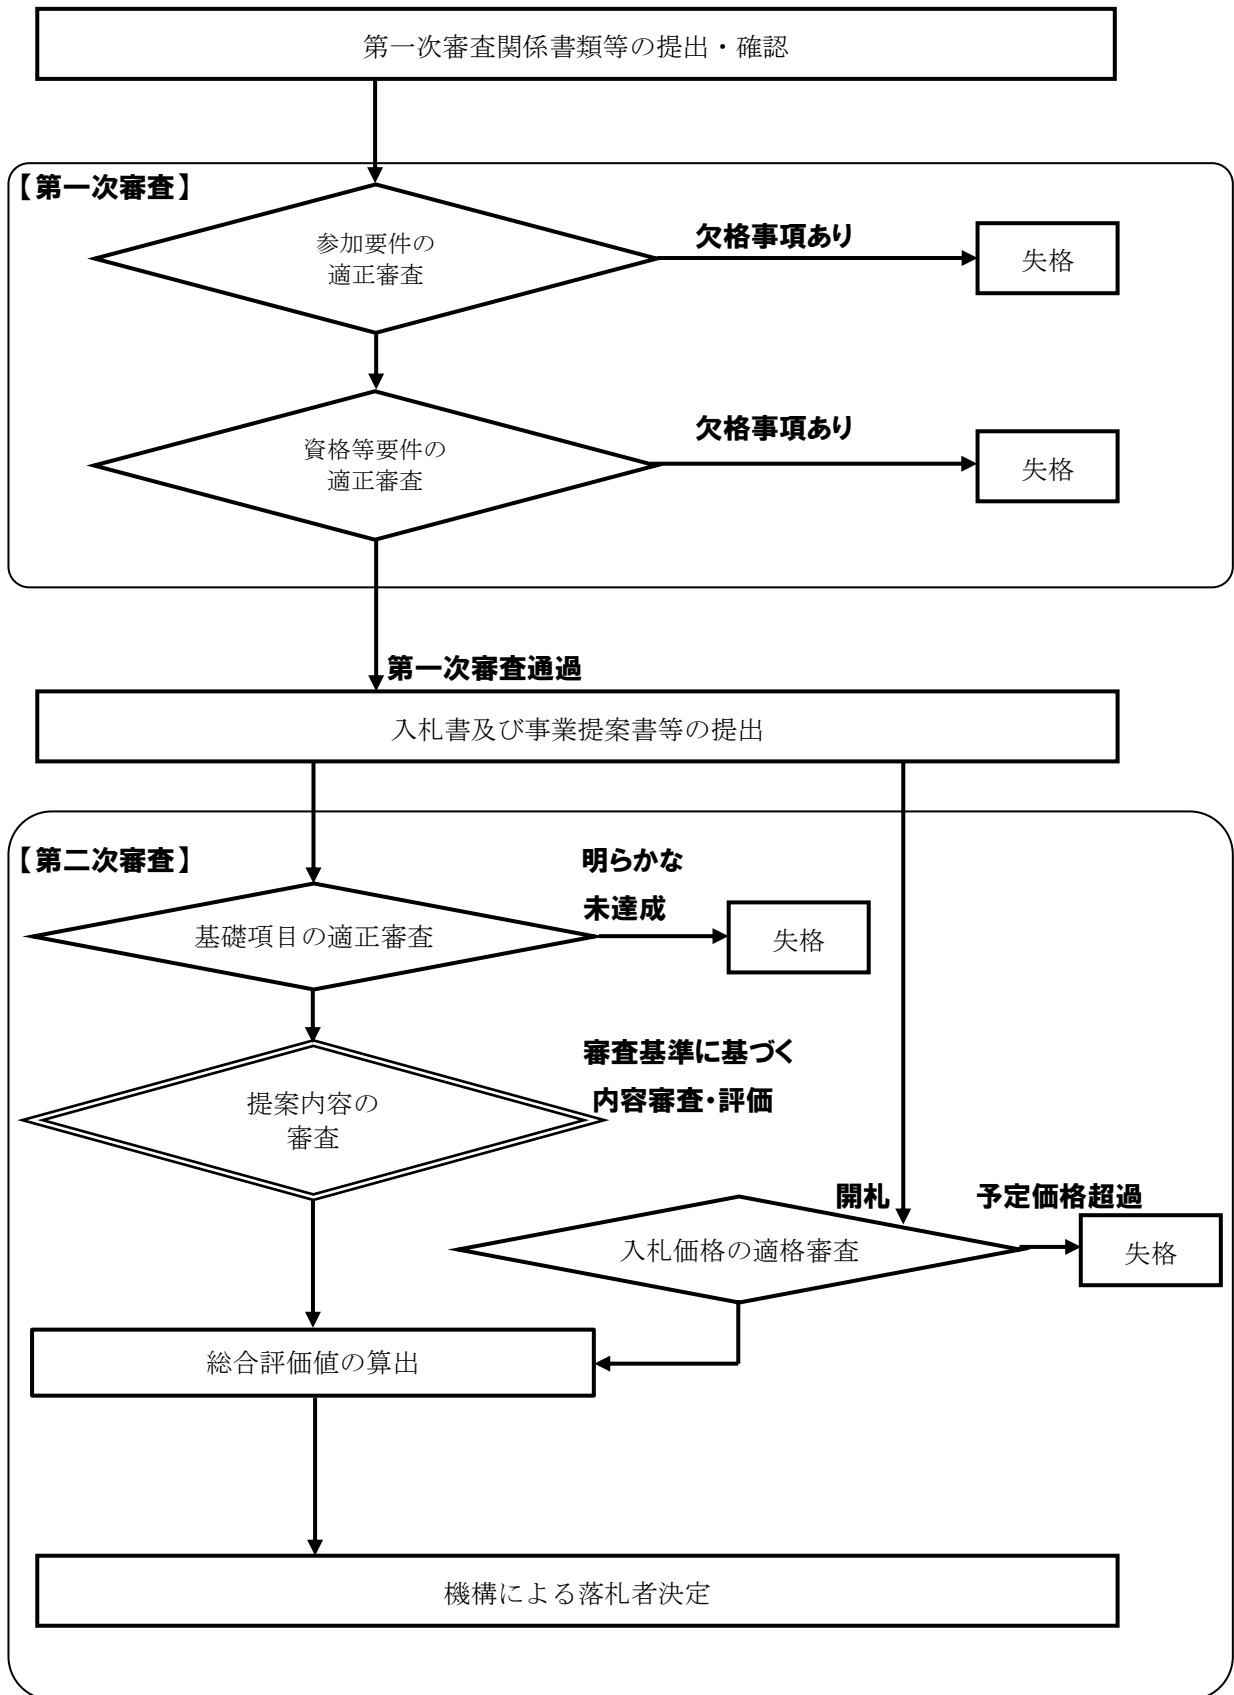 第一次審査関係書類等の提出・確認
【第一次審査】
参加要件の
適正審査
欠格事項あり
失格
資格等要件の
適正審査
欠格事項あり
失格
第一次審査通過
入札書及び事業提案書等の提出
【第二次審査】
明らかな
未達成
基礎項目の適正審査
失格
審査基準に基づく
内容審査・評価
提案内容の
審査
開札
予定価格超過
入札価格の適格審査
失格
総合評価値の算出
機構による落札者決定